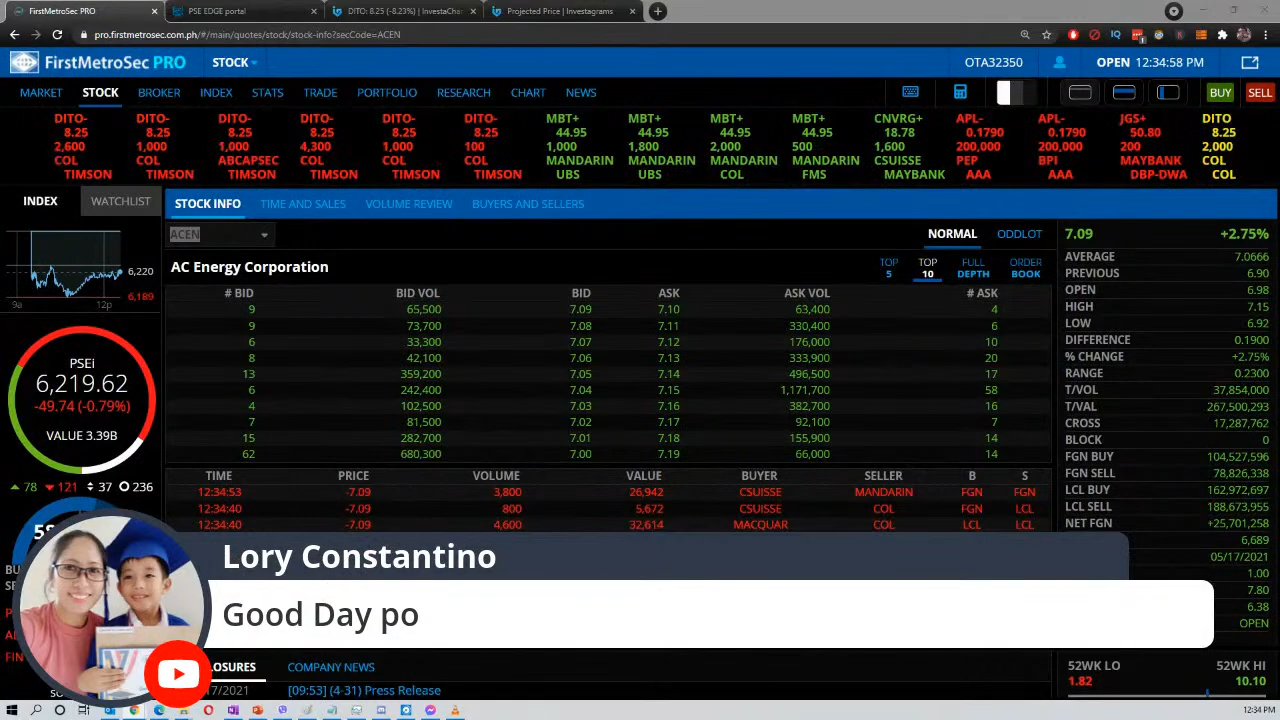 FirstMetroSec PRO
PSE EDGE portal
DITO: 8.25 (-8.23%) | InvestaChar
Projected Price | Investagrams
pro.firstmetrosec.com.ph/#/main/quotes/stock/stock-info?secCode=ACEN
FirstMetroSec PRO STOCK OTA32350 OPEN 12:34:58 PM
MARKET STOCK BROKER INDEX STATS TRADE PORTFOLIO RESEARCH CHART NEWS BUY SELL
DITO- DITO- DITO- DITO- DITO- DITO- MBT+ MBT+ MBT+ MBT+ CNVRG+ APL- APL- JGS+ DITO
8.25 8.25 8.25 8.25 8.25 8.25 44.95 44.95 44.95 44.95 18.78 0.1790 0.1790 50.80 8.25
2,600 1,000 1,000 4,300 1,000 100 1,000 1,800 2,000 500 1,600 200,000 200,000 200 2,000
COL COL ABCAPSEC COL COL COL MANDARIN MANDARIN MANDARIN MANDARIN CSUISSE PEP BPI MAYBANK COL
TIMSON TIMSON TIMSON TIMSON TIMSON TIMSON UBS UBS COL FMS MAYBANK AAA AAA DBP-DWA COL
INDEX WATCHLIST
6,220
6,189
9a 12p
PSEi
6,219.62
-49.74 (-0.79%)
VALUE 3.39B
78 121 37 236
STOCK INFO TIME AND SALES VOLUME REVIEW BUYERS AND SELLERS
ACEN NORMAL ODDLOT
AC Energy Corporation
TOP 5 TOP 10 FULL DEPTH ORDER BOOK
# BID BID VOL BID ASK ASK VOL # ASK
9 65,500 7.09 7.10 63,400 4
9 73,700 7.08 7.11 330,400 6
6 33,300 7.07 7.12 176,000 10
8 42,100 7.06 7.13 333,900 20
13 359,200 7.05 7.14 496,500 17
6 242,400 7.04 7.15 1,171,700 58
4 102,500 7.03 7.16 382,700 16
7 81,500 7.02 7.17 92,100 7
15 282,700 7.01 7.18 155,900 14
62 680,300 7.00 7.19 66,000 14
TIME PRICE VOLUME VALUE BUYER SELLER B S
12:34:53 -7.09 3,800 26,942 CSUISSE MANDARIN FGN FGN
12:34:40 -7.09 800 5,672 CSUISSE COL FGN LCL
12:34:40 -7.09 4,600 32,614 MACQUAR COL LCL LCL
7.09 +2.75%
AVERAGE 7.0666
PREVIOUS 6.90
OPEN 6.98
HIGH 7.15
LOW 6.92
DIFFERENCE 0.1900
% CHANGE +2.75%
RANGE 0.2300
T/VOL 37,854,000
T/VAL 267,500,293
CROSS 17,287,762
BLOCK 0
FGN BUY 104,527,596
FGN SELL 78,826,338
LCL BUY 162,972,697
LCL SELL 188,673,955
NET FGN +25,701,258
6,689
05/17/2021
1.00
7.80
6.38
OPEN
52WK LO 52WK HI
1.82 10.10
Lory Constantino
Good Day po
LOSURES COMPANY NEWS
17/2021 [09:53] (4-31) Press Release
12:34 PM